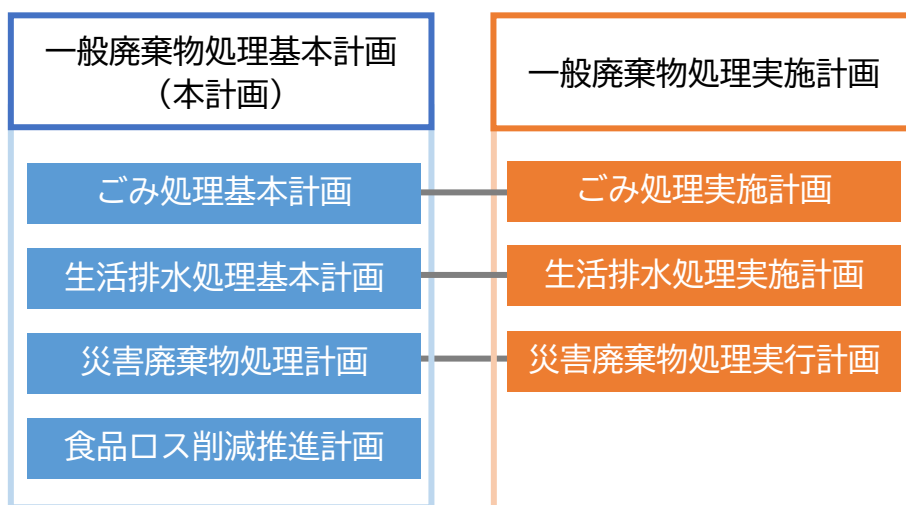 一般廃棄物処理基本計画
（本計画）
ごみ処理基本計画
生活排水処理基本計画
災害廃棄物処理計画
食品ロス削減推進計画
一般廃棄物処理実施計画
ごみ処理実施計画
生活排水処理実施計画
災害廃棄物処理実行計画